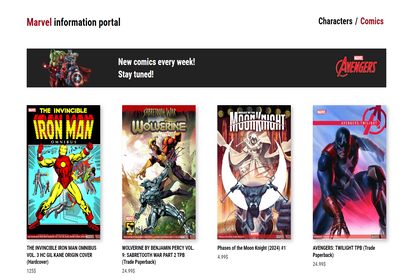 Marvel information portal
Characters / Comics
New comics every week!
Stay tuned!
AVENGERS
THE INVINCIBLE
IRON MAN
OMNIBUS
WOLVERINE
MOON KNIGHT
AVENGERS: TWILIGHT
THE INVINCIBLE IRON MAN OMNIBUS
VOL. 3 HC GIL KANE ORIGIN COVER
(Hardcover)
125$
WOLVERINE BY BENJAMIN PERCY VOL.
9: SABRETOOTH WAR PART 2 TPB
(Trade Paperback)
24.99$
Phases of the Moon Knight (2024) #1
4.99$
AVENGERS: TWILIGHT TPB (Trade
Paperback)
24.99$